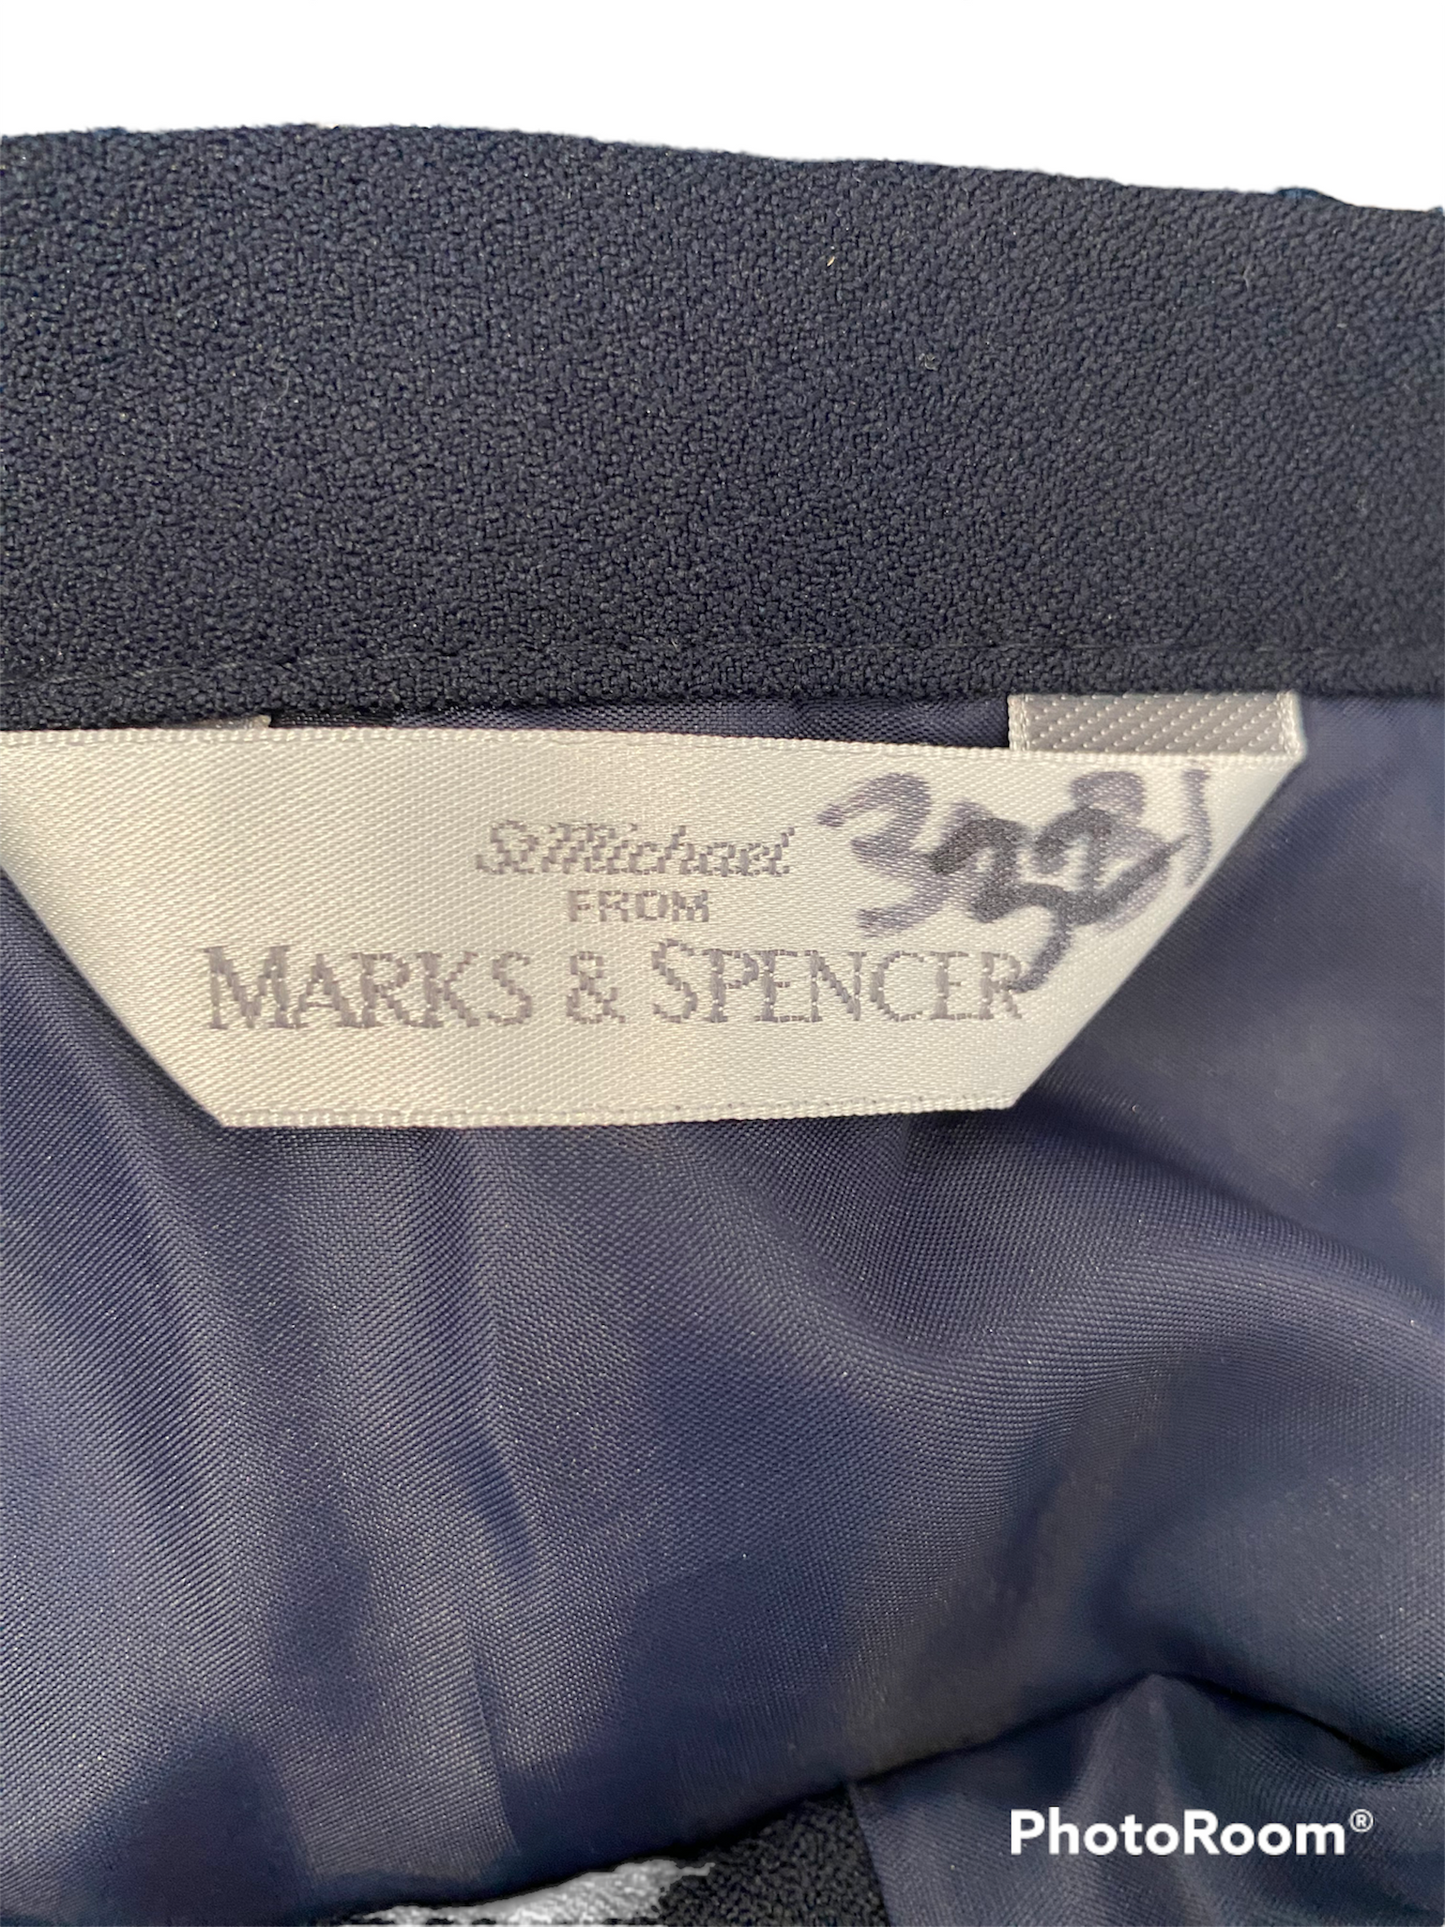 St Michael
FROM
MARKS & SPENCER
PhotoRoom®